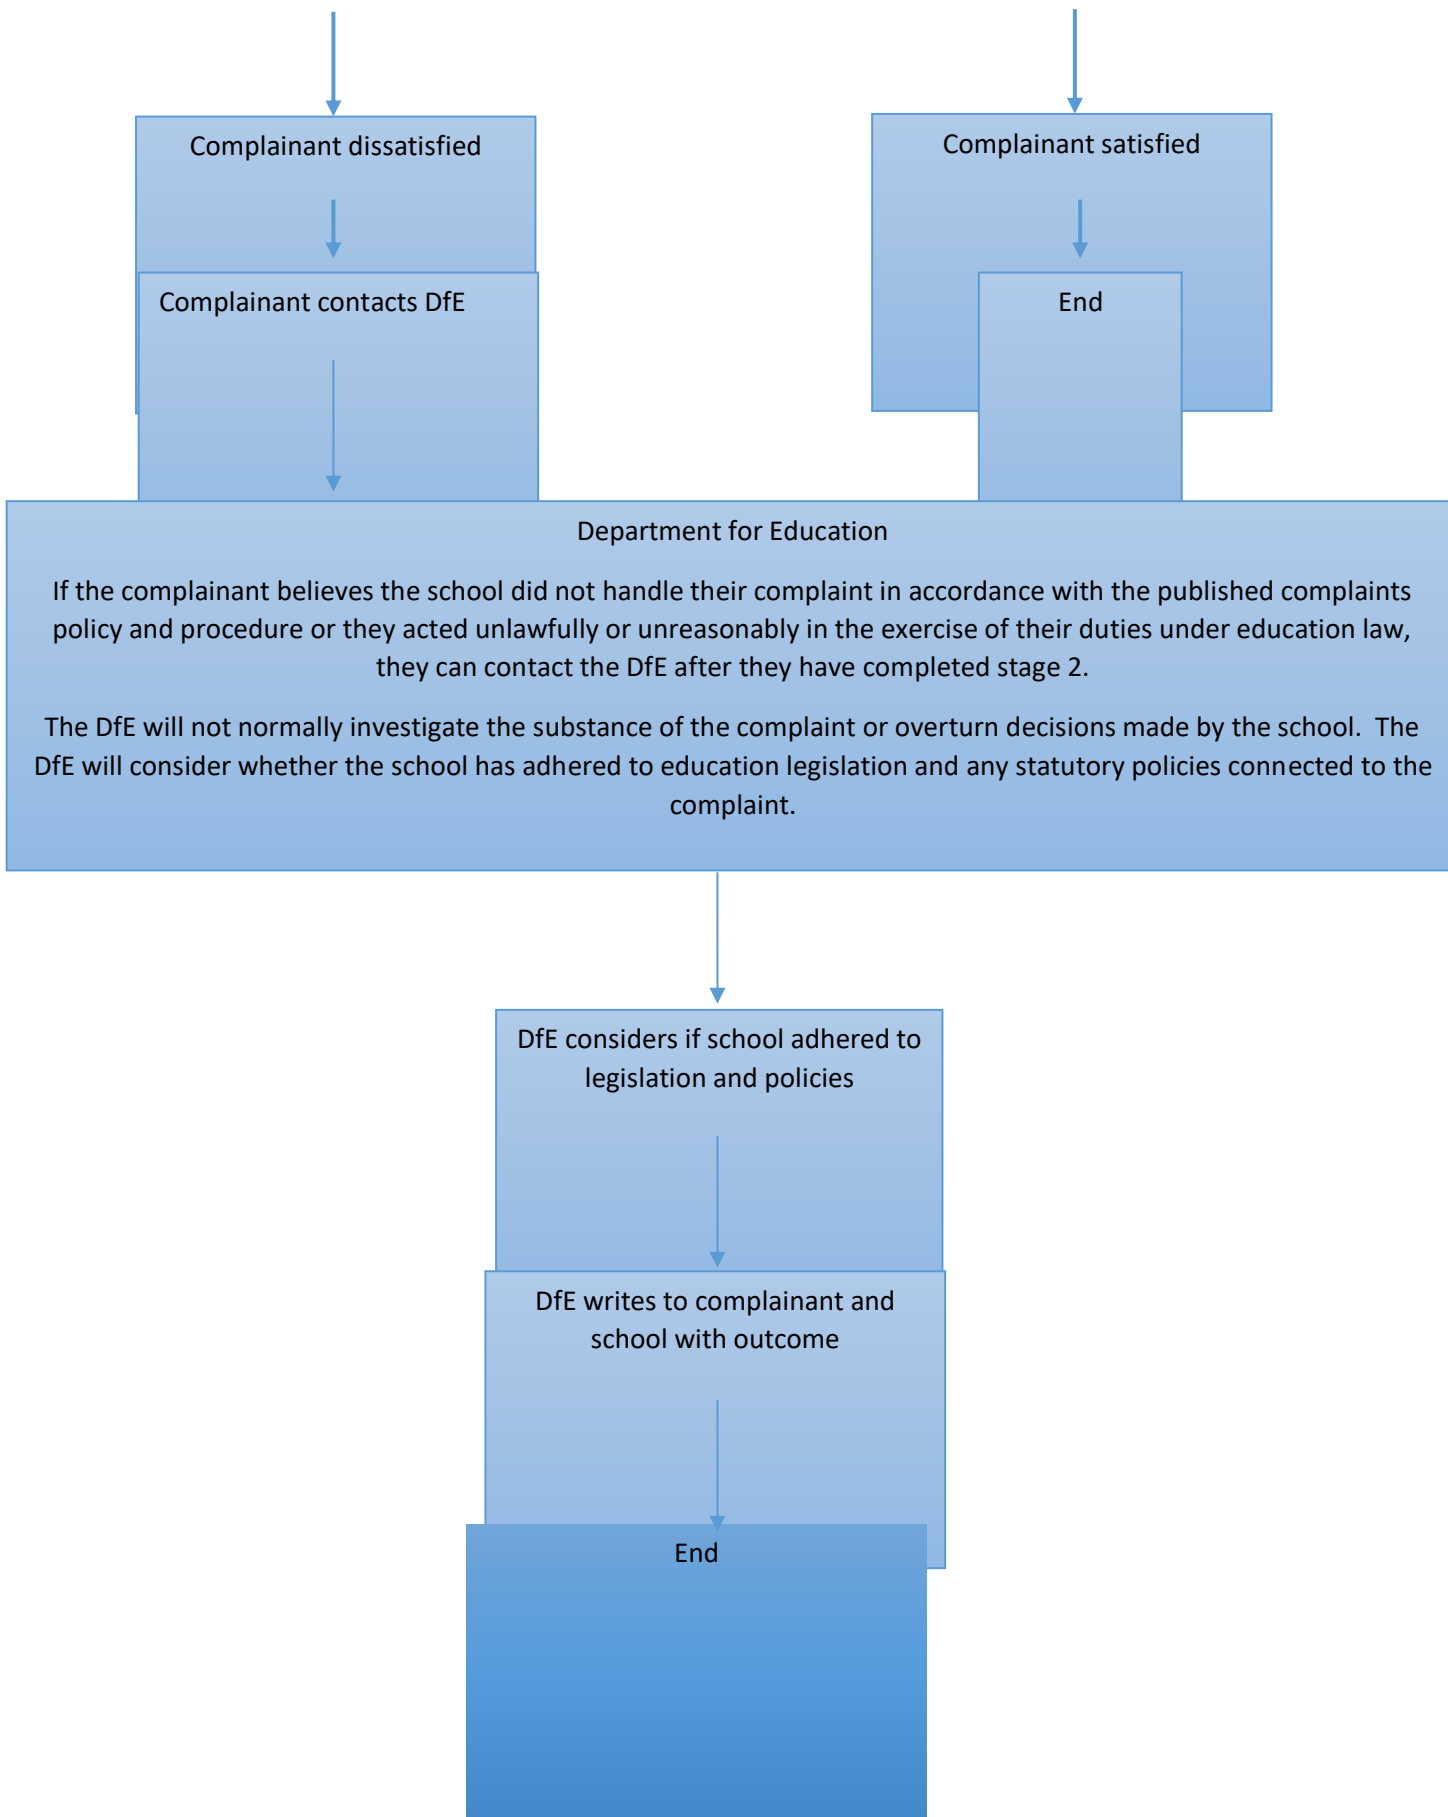 Complainant dissatisfied
Complainant satisfied
Complainant contacts DfE
End
Department for Education
If the complainant believes the school did not handle their complaint in accordance with the published complaints
policy and procedure or they acted unlawfully or unreasonably in the exercise of their duties under education law,
they can contact the DfE after they have completed stage 2.
The DfE will not normally investigate the substance of the complaint or overturn decisions made by the school.  The
DfE will consider whether the school has adhered to education legislation and any statutory policies connected to the
complaint.
DfE considers if school adhered to
legislation and policies
DfE writes to complainant and
school with outcome
End